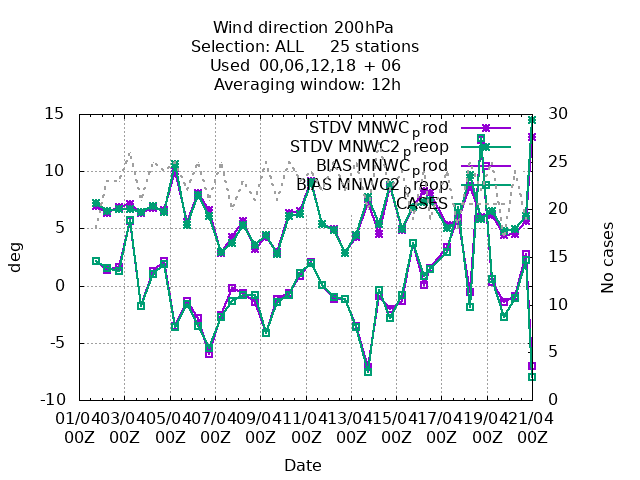 Wind direction 200hPa
Selection: ALL 25 stations
Used 00,06,12,18 + 06
Averaging window: 12h
15
10
5
0
-5
-10
30
25
20
15
10
5
0
STDV MNWC_prod
STDV MNWC2_preop
BIAS MNWC_prod
BIAS MNWC2_preop
CASES
deg
No cases
01/04 03/04 05/04 07/04 09/04 11/04 13/04 15/04 17/04 19/04 21/04
00Z 00Z 00Z 00Z 00Z 00Z 00Z 00Z 00Z 00Z 00Z
Date